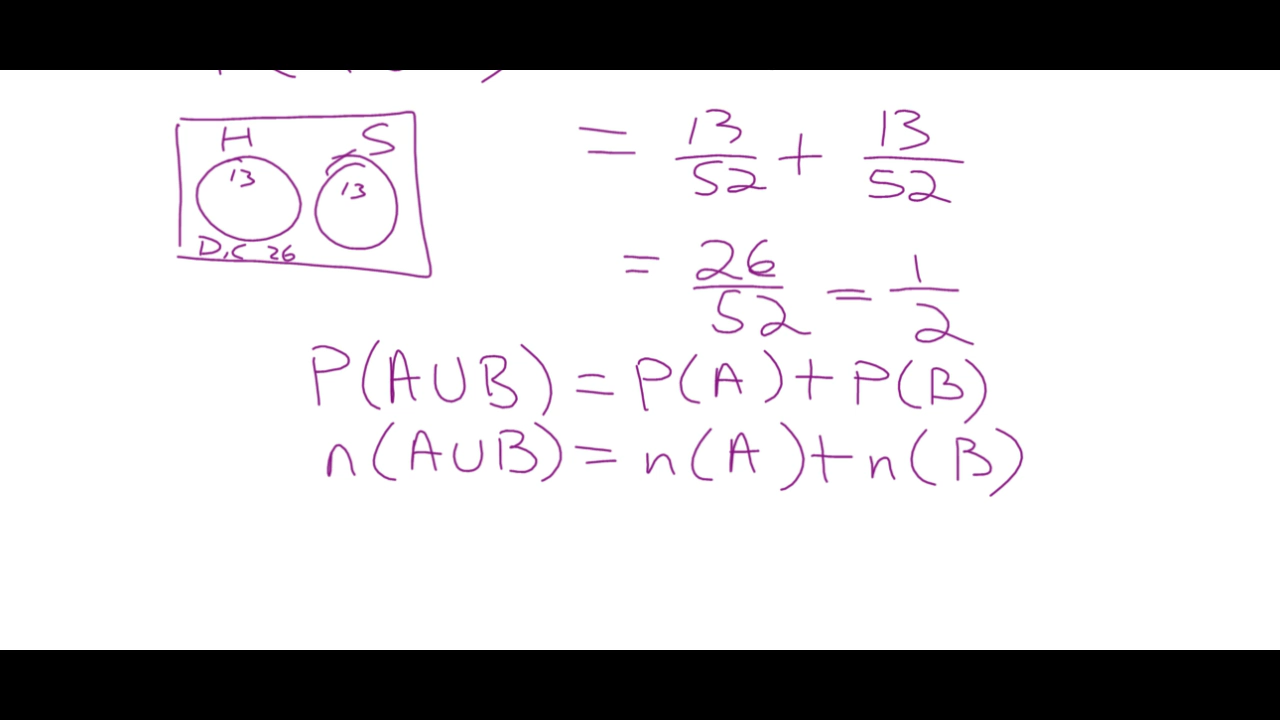 H S
13 13
D, C 26
= 13/52 + 13/52
= 26/52 = 1/2
P(A∪B) = P(A) + P(B)
n(A∪B) = n(A) + n(B)